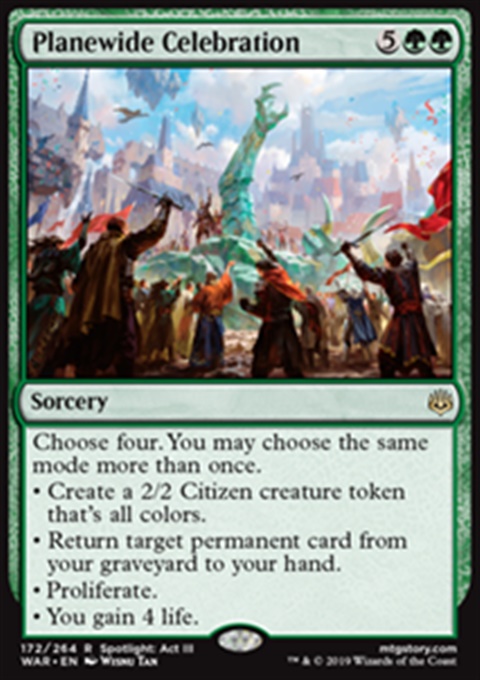 Planewide Celebration 5
Sorcery
Choose four. You may choose the same
mode more than once.
• Create a 2/2 Citizen creature token
that's all colors.
• Return target permanent card from
your graveyard to your hand.
• Proliferate.
• You gain 4 life.
172/264 R Spotlight: Act III mtgstory.com
WAR • EN Wisnu Tan ™ & © 2019 Wizards of the Coast